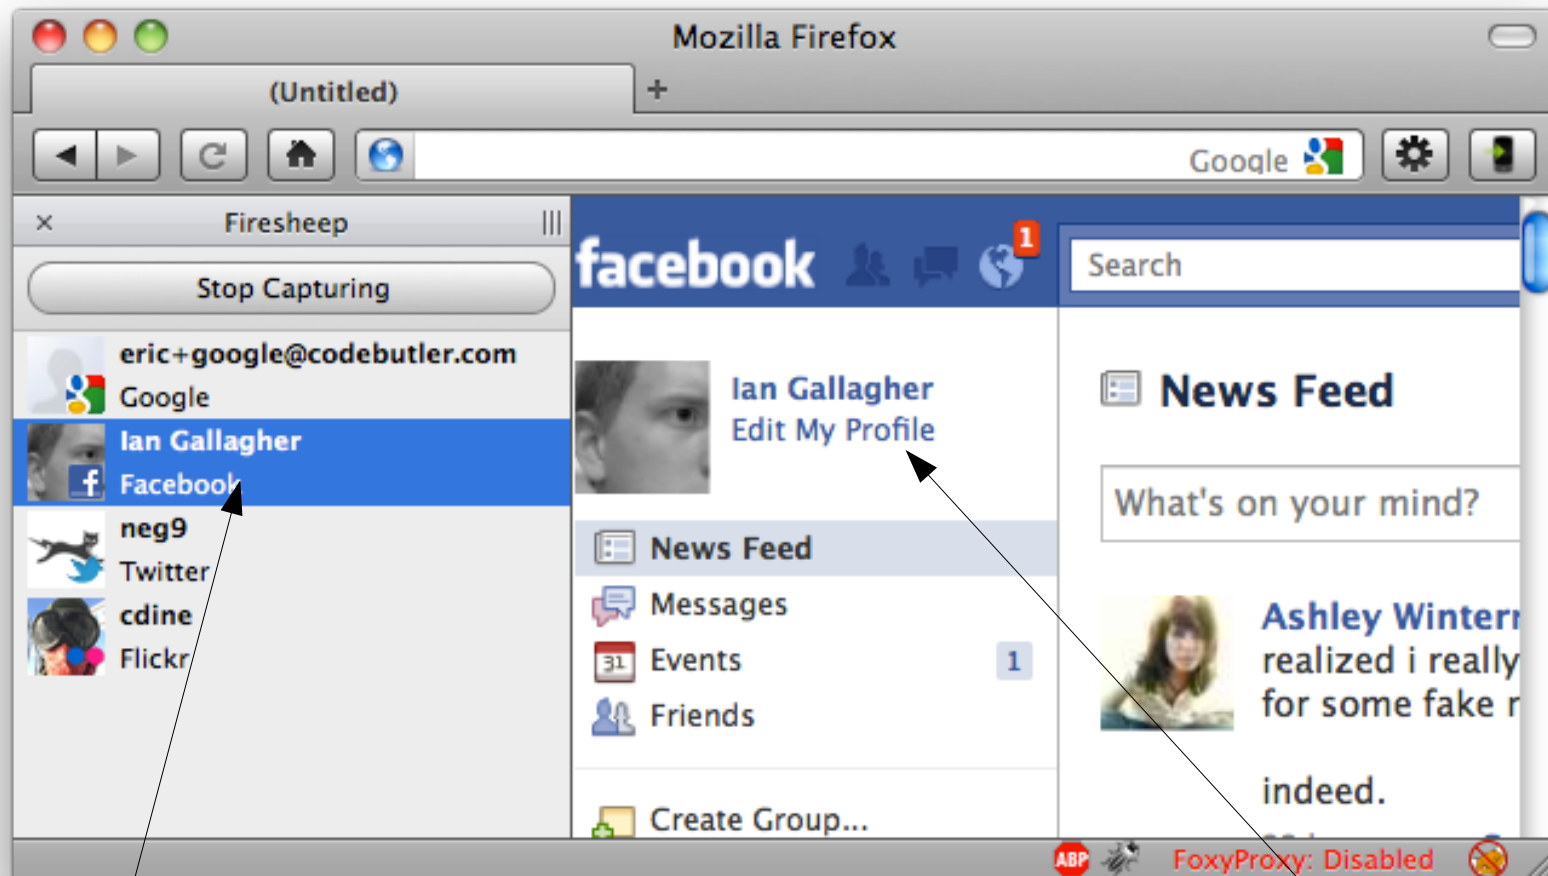 Mozilla Firefox
(Untitled)
+
Google
Firesheep
Stop Capturing
eric+google@codebutler.com
Google
Ian Gallagher
Facebook
neg9
Twitter
cdine
Flickr
facebook
1
Search
Ian Gallagher
Edit My Profile
News Feed
Messages
31 Events 1
Friends
Create Group...
News Feed
What's on your mind?
Ashley
realized i really
for some fake
indeed.
ABP
FoxyProxy: Disabled